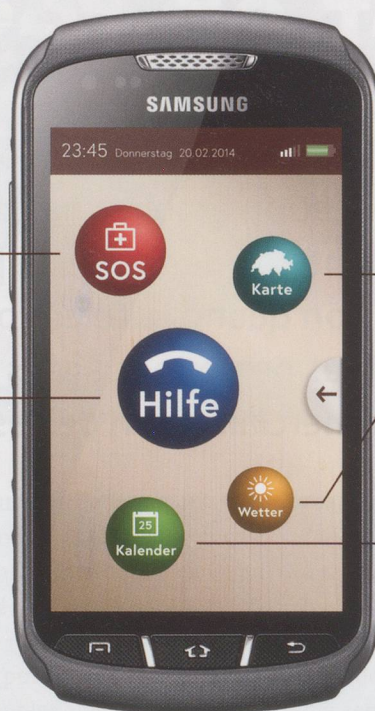 SAMSUNG
23:45 Donnerstag 20.02.2014
SOS
Karte
Hilfe
Wetter
25
Kalender